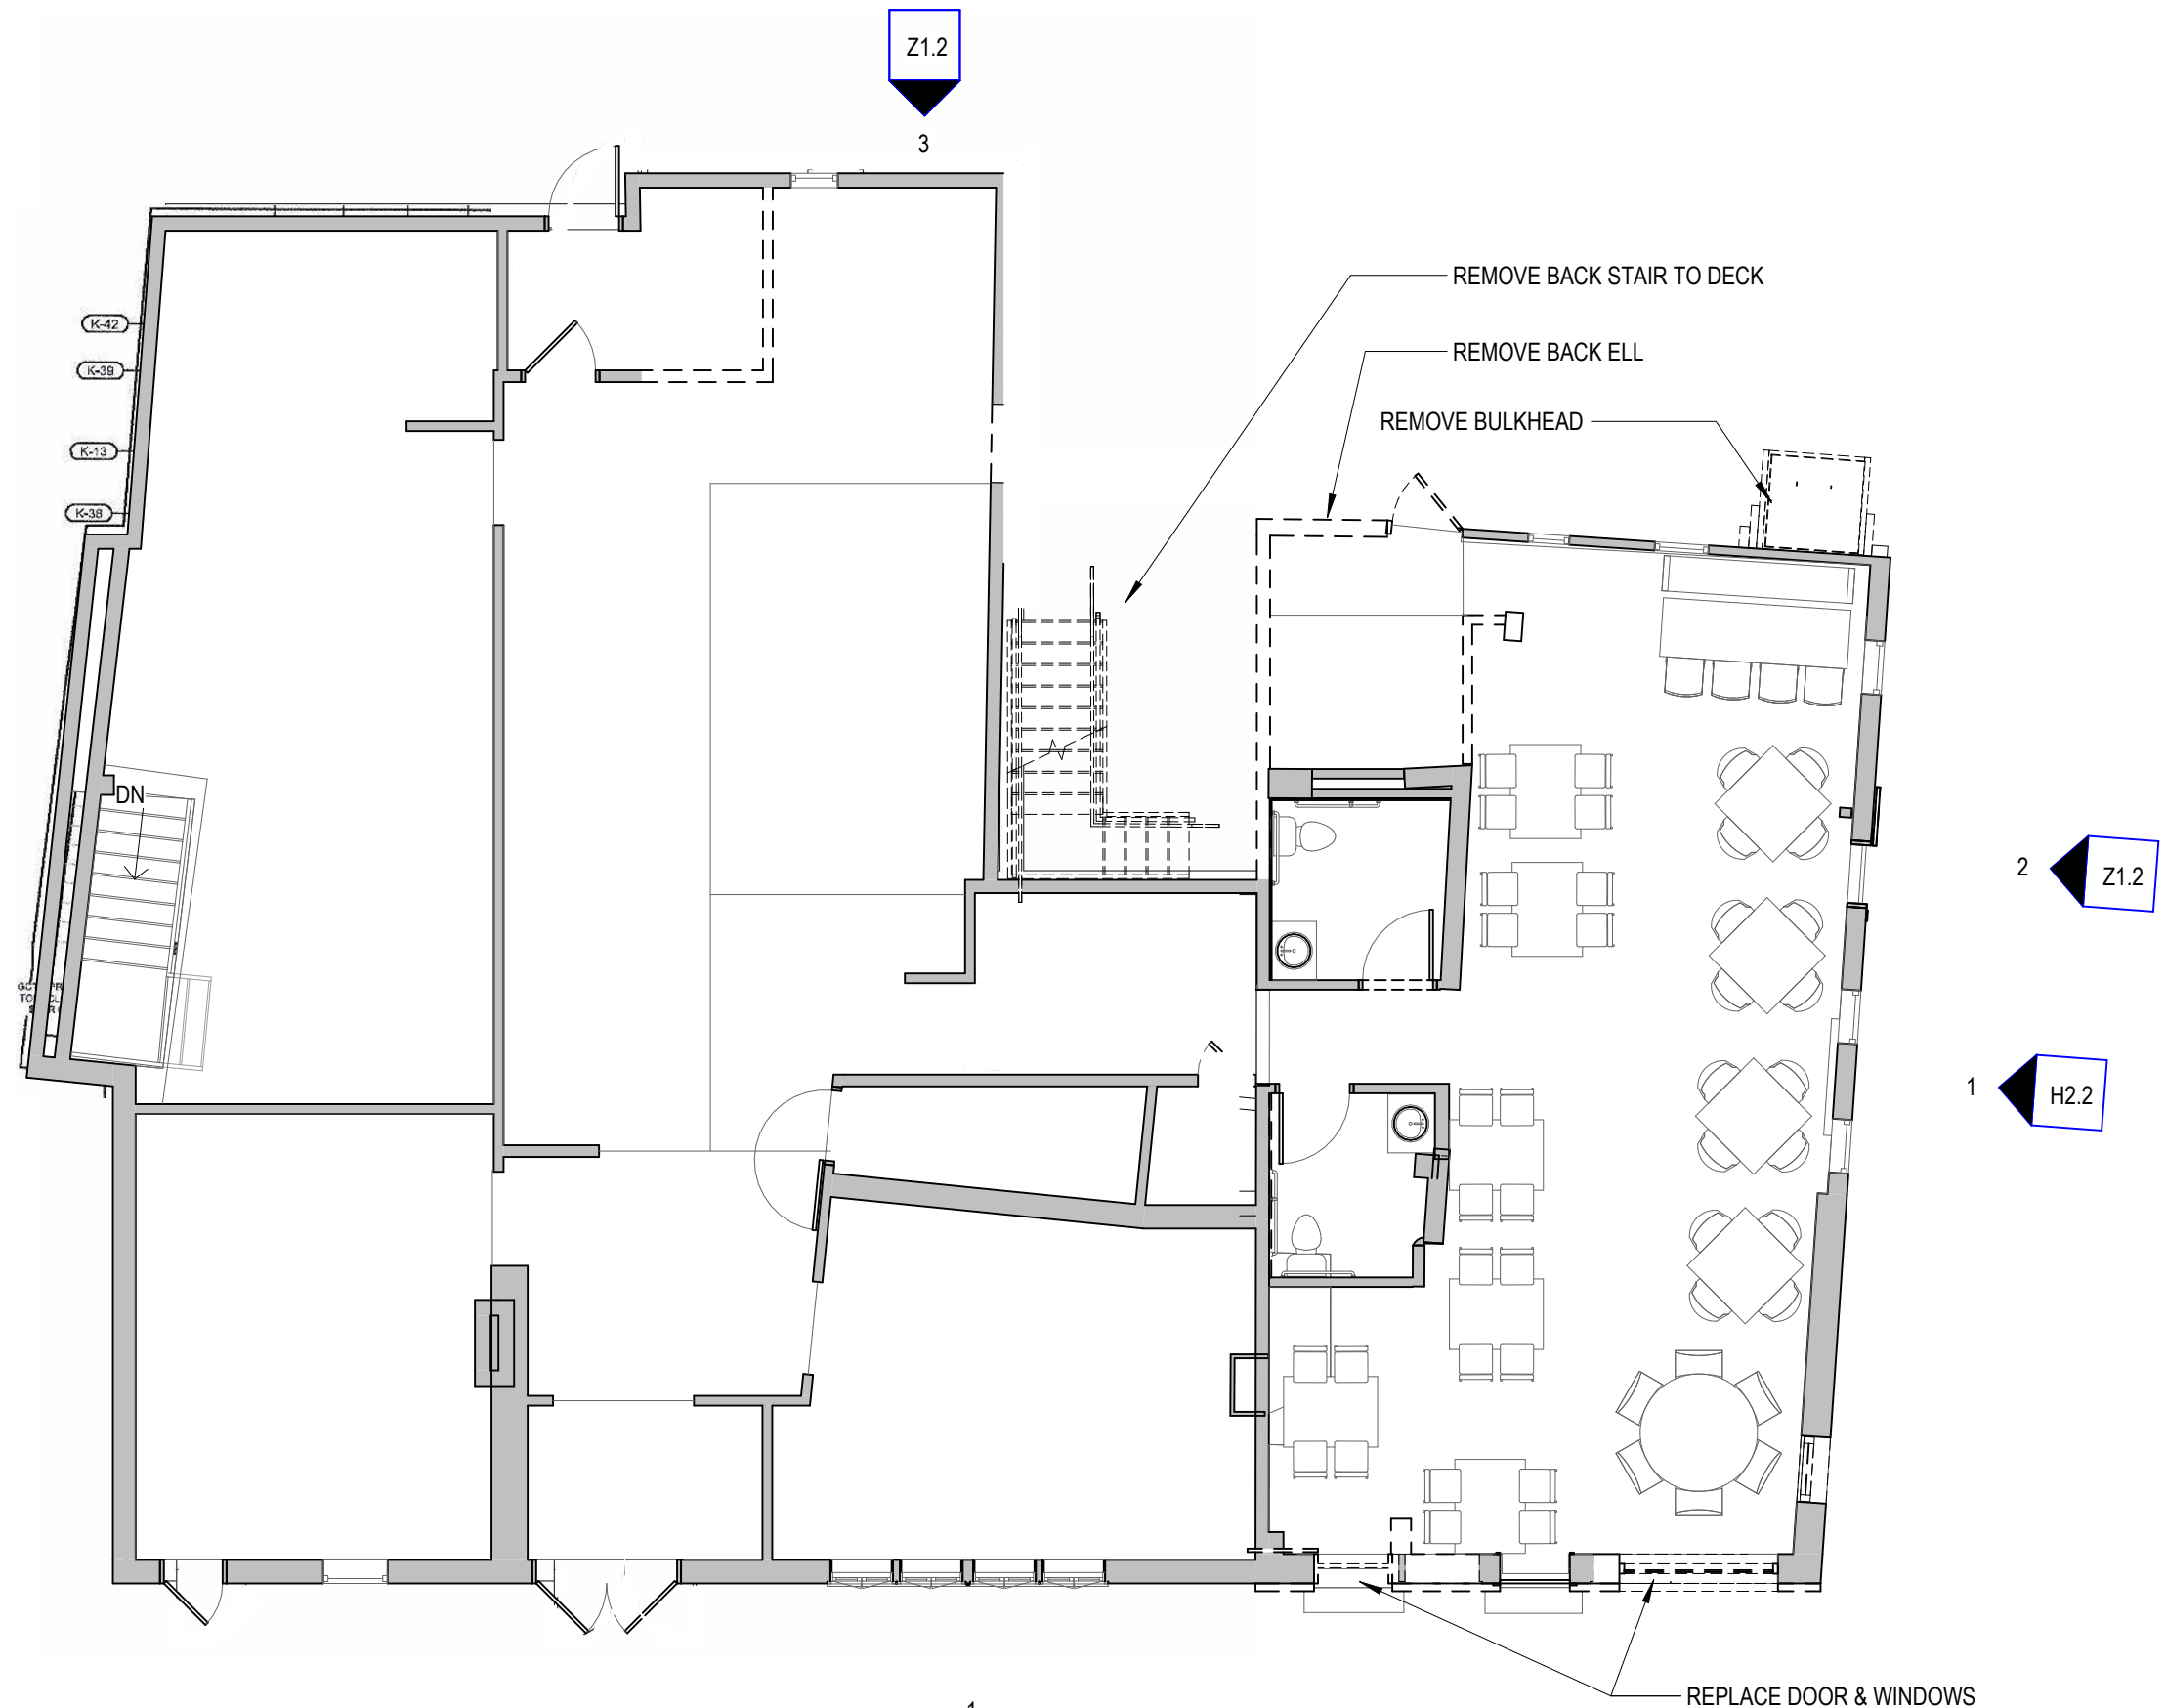 Z1.2
3
REMOVE BACK STAIR TO DECK
K-42
REMOVE BACK ELL
K-39
REMOVE BULKHEAD
K-13
K-38
DN
2
Z1.2
1
H2.2
REPLACE DOOR & WINDOWS